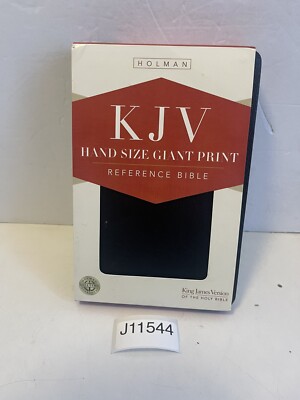 HOLMAN
KJV
HAND SIZE GIANT PRINT
REFERENCE BIBLE
King James Version
OF THE HOLY BIBLE
J11544